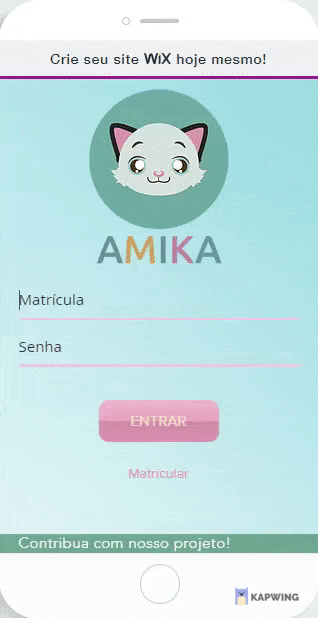 Crie seu site WiX hoje mesmo!
AMIKA
Matrícula
Senha
ENTRAR
Matricular
Contribua com nosso projeto!
KAPWING